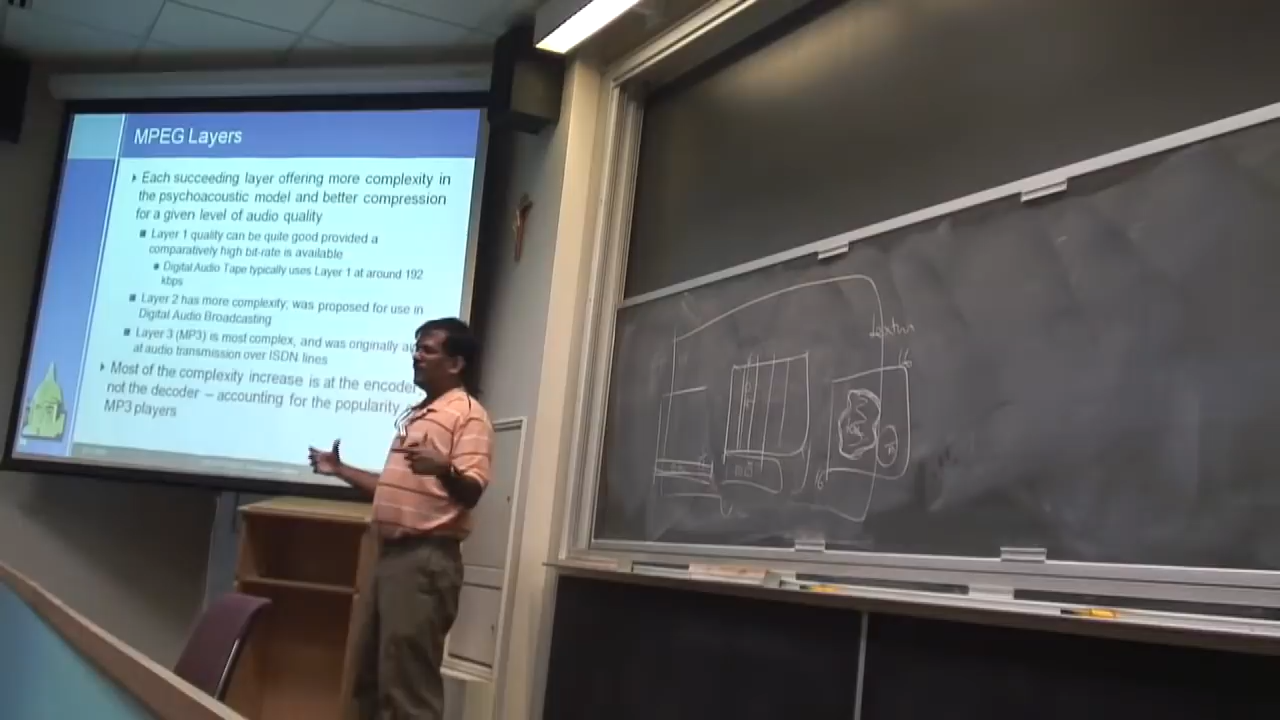 MPEG Layers
Each succeeding layer offering more complexity in
the psychoacoustic model and better compression
for a given level of audio quality
Layer 1 quality can be quite good provided a
comparatively high bit-rate is available
Digital Audio Tape typically uses Layer 1 at around 192
kbps
Layer 2 has more complexity; was proposed for use in
Digital Audio Broadcasting
Layer 3 (MP3) is most complex, and was originally
at audio transmission over ISDN lines
Most of the complexity increase is at the encoder,
not the decoder – accounting for the popularity
MP3 players
16